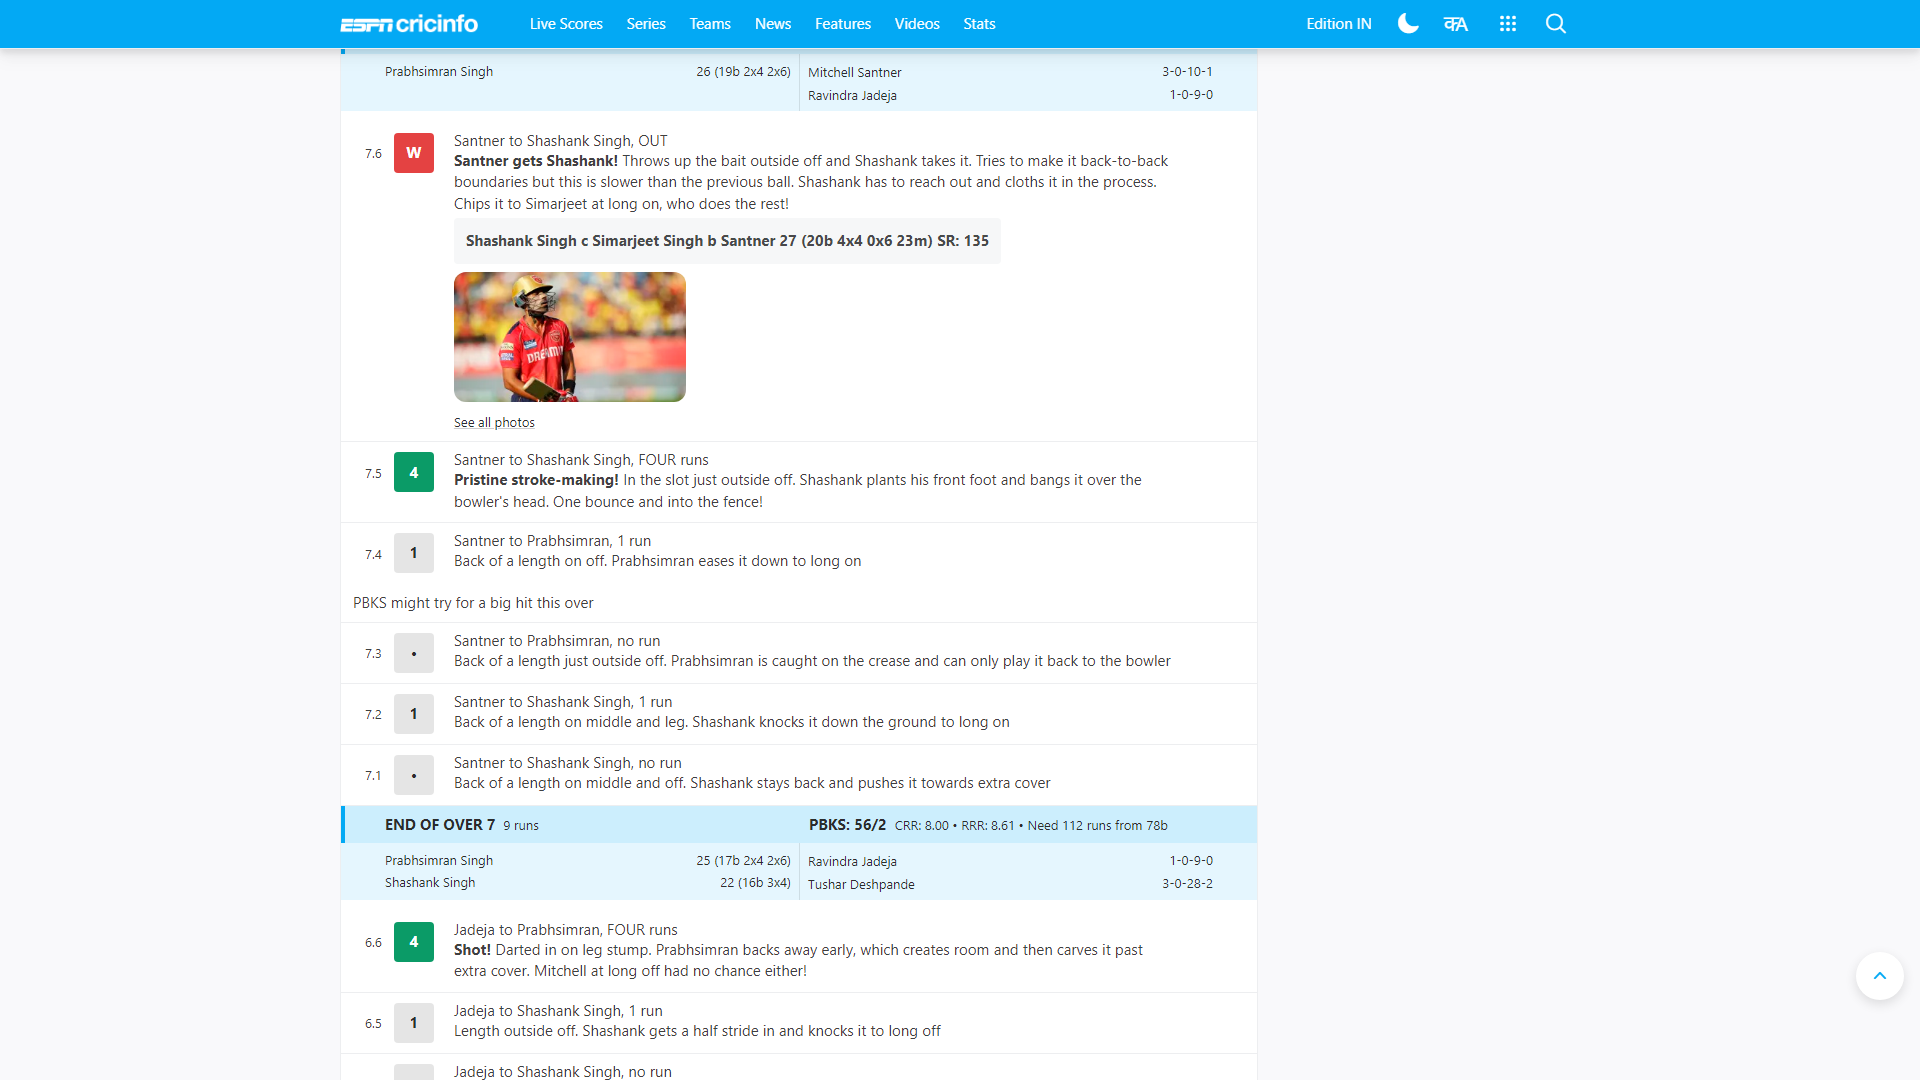 ESPN cricinfo Live Scores Series Teams News Features Videos Stats Edition IN
Prabhsimran Singh 26 (19b 2x4 2x6) Mitchell Santner 3-0-10-1
Ravindra Jadeja 1-0-9-0
7.6 W Santner to Shashank Singh, OUT
Santner gets Shashank! Throws up the bait outside off and Shashank takes it. Tries to make it back-to-back
boundaries but this is slower than the previous ball. Shashank has to reach out and cloths it in the process.
Chips it to Simarjeet at long on, who does the rest!
Shashank Singh c Simarjeet Singh b Santner 27 (20b 4x4 0x6 23m) SR: 135
See all photos
7.5 4 Santner to Shashank Singh, FOUR runs
Pristine stroke-making! In the slot just outside off. Shashank plants his front foot and bangs it over the
bowler's head. One bounce and into the fence!
7.4 1 Santner to Prabhsimran, 1 run
Back of a length on off. Prabhsimran eases it down to long on
PBKS might try for a big hit this over
7.3 • Santner to Prabhsimran, no run
Back of a length just outside off. Prabhsimran is caught on the crease and can only play it back to the bowler
7.2 1 Santner to Shashank Singh, 1 run
Back of a length on middle and leg. Shashank knocks it down the ground to long on
7.1 • Santner to Shashank Singh, no run
Back of a length on middle and off. Shashank stays back and pushes it towards extra cover
END OF OVER 7 9 runs PBKS: 56/2 CRR: 8.00 • RRR: 8.61 • Need 112 runs from 78b
Prabhsimran Singh 25 (17b 2x4 2x6) Ravindra Jadeja 1-0-9-0
Shashank Singh 22 (16b 3x4) Tushar Deshpande 3-0-28-2
6.6 4 Jadeja to Prabhsimran, FOUR runs
Shot! Darted in on leg stump. Prabhsimran backs away early, which creates room and then carves it past
extra cover. Mitchell at long off had no chance either!
6.5 1 Jadeja to Shashank Singh, 1 run
Length outside off. Shashank gets a half stride in and knocks it to long off
Jadeja to Shashank Singh, no run